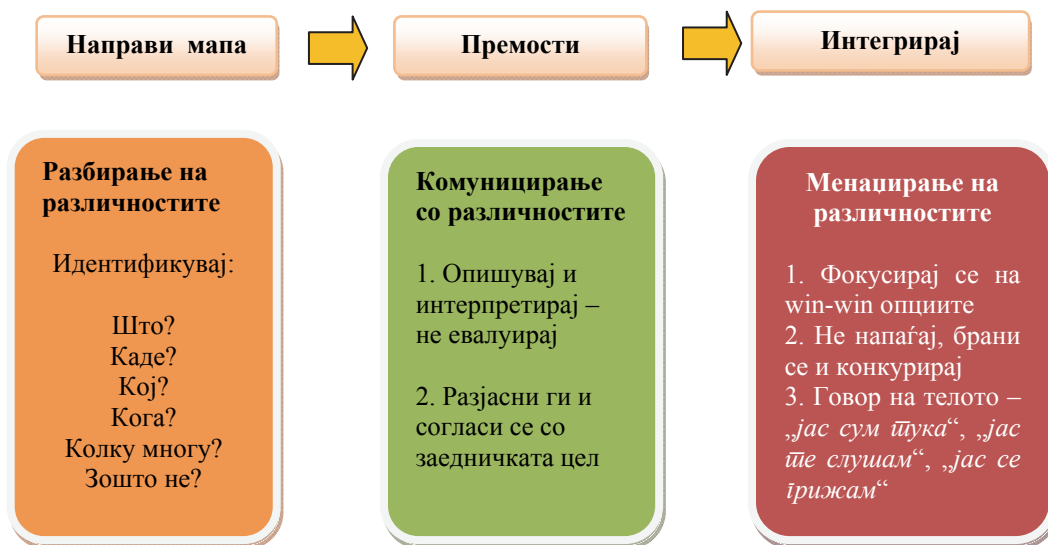 Направи мапа
Премости
Интегрирај
Разбирање на
различностите
Идентификувај:
Што?
Каде?
Кој?
Кога?
Колку многу?
Зошто не?
Комуницирање
со различностите
1. Опишувај и
интерпретирај –
не евалуирај
2. Разјасни ги и
согласи се со
заедничката цел
Менаџирање на
различностите
1. Фокусирај се на
win-win опциите
2. Не напаѓај, брани
се и конкурирај
3. Говор на телото –
„јас сум тука“, „јас
те слушам“, „јас се
грижам“